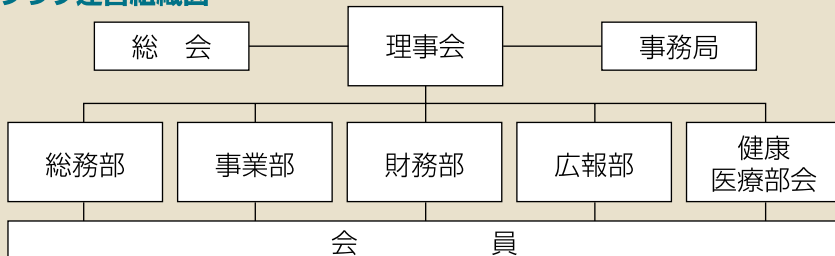 総　会
理事会
事務局
総務部
事業部
財務部
広報部
健康
医療部会
会　員